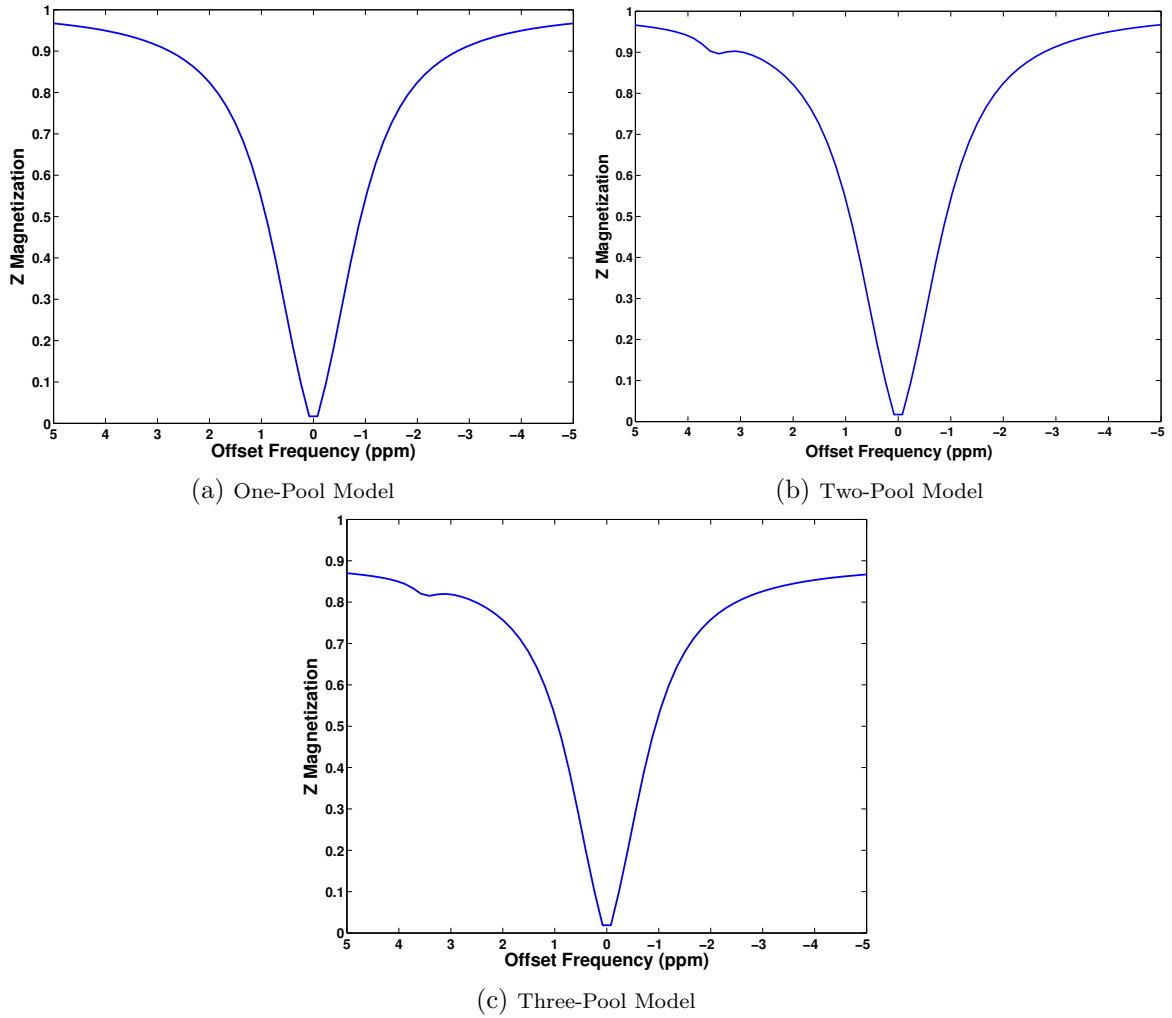 1
0.9
0.8
0.7
0.6
0.5
0.4
0.3
0.2
0.1
0
Z Magnetization
5 4 3 2 1 0 −1 −2 −3 −4 −5
Offset Frequency (ppm)
(a) One-Pool Model
1
0.9
0.8
0.7
0.6
0.5
0.4
0.3
0.2
0.1
0
Z Magnetization
5 4 3 2 1 0 −1 −2 −3 −4 −5
Offset Frequency (ppm)
(b) Two-Pool Model
1
0.9
0.8
0.7
0.6
0.5
0.4
0.3
0.2
0.1
0
Z Magnetization
5 4 3 2 1 0 −1 −2 −3 −4 −5
Offset Frequency (ppm)
(c) Three-Pool Model